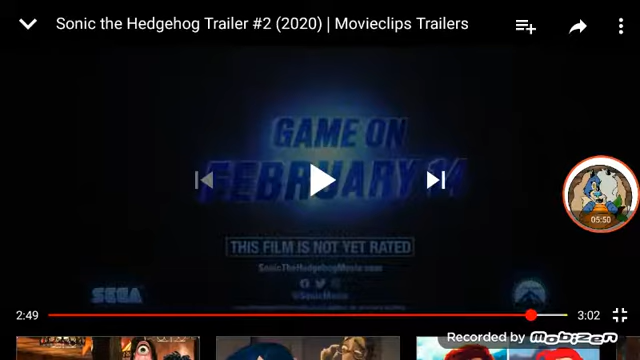 Sonic the Hedgehog Trailer #2 (2020) | Movieclips Trailers
GAME ON
FEBRUARY 14
THIS FILM IS NOT YET RATED
SonicTheHedgehogMovie.com
@SonicMovie
05:50
SEGA
2:49
3:02
Recorded by mobizen